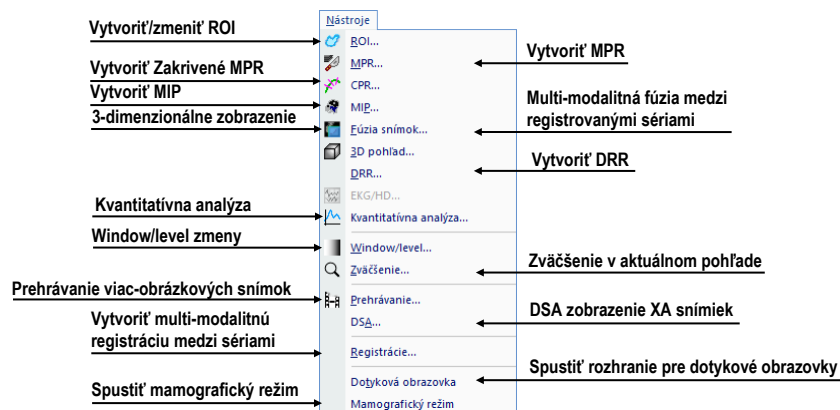 Nástroje
Vytvoriť/zmeniť ROI
ROI...
MPR...
Vytvoriť MPR
Vytvoriť Zakrivené MPR
CPR...
Vytvoriť MIP
MIP...
Multi-modalitná fúzia medzi
registrovanými sériami
3-dimenzionálne zobrazenie
Fúzia snímok...
3D pohľad...
Vytvoriť DRR
DRR...
EKG/HD...
Kvantitatívna analýza
Kvantitatívna analýza...
Window/level zmeny
Window/level...
Zväčšenie...
Zväčšenie v aktuálnom pohľade
Prehrávanie viac-obrázkových snímok
Prehrávanie...
DSA zobrazenie XA snímiek
DSA...
Vytvoriť multi-modalitnú
registráciu medzi sériami
Registrácie...
Spustiť rozhranie pre dotykové obrazovky
Dotyková obrazovka
Spustiť mamografický režim
Mamografický režim